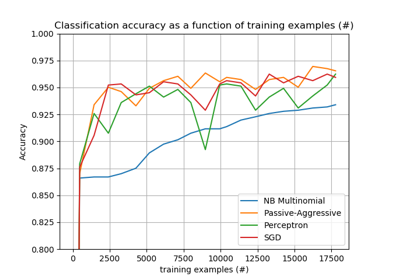 Classification accuracy as a function of training examples (#)
1.000
0.975
0.950
0.925
0.900
0.875
0.850
0.825
0.800
Accuracy
NB Multinomial
Passive-Aggressive
Perceptron
SGD
0 2500 5000 7500 10000 12500 15000 17500
training examples (#)